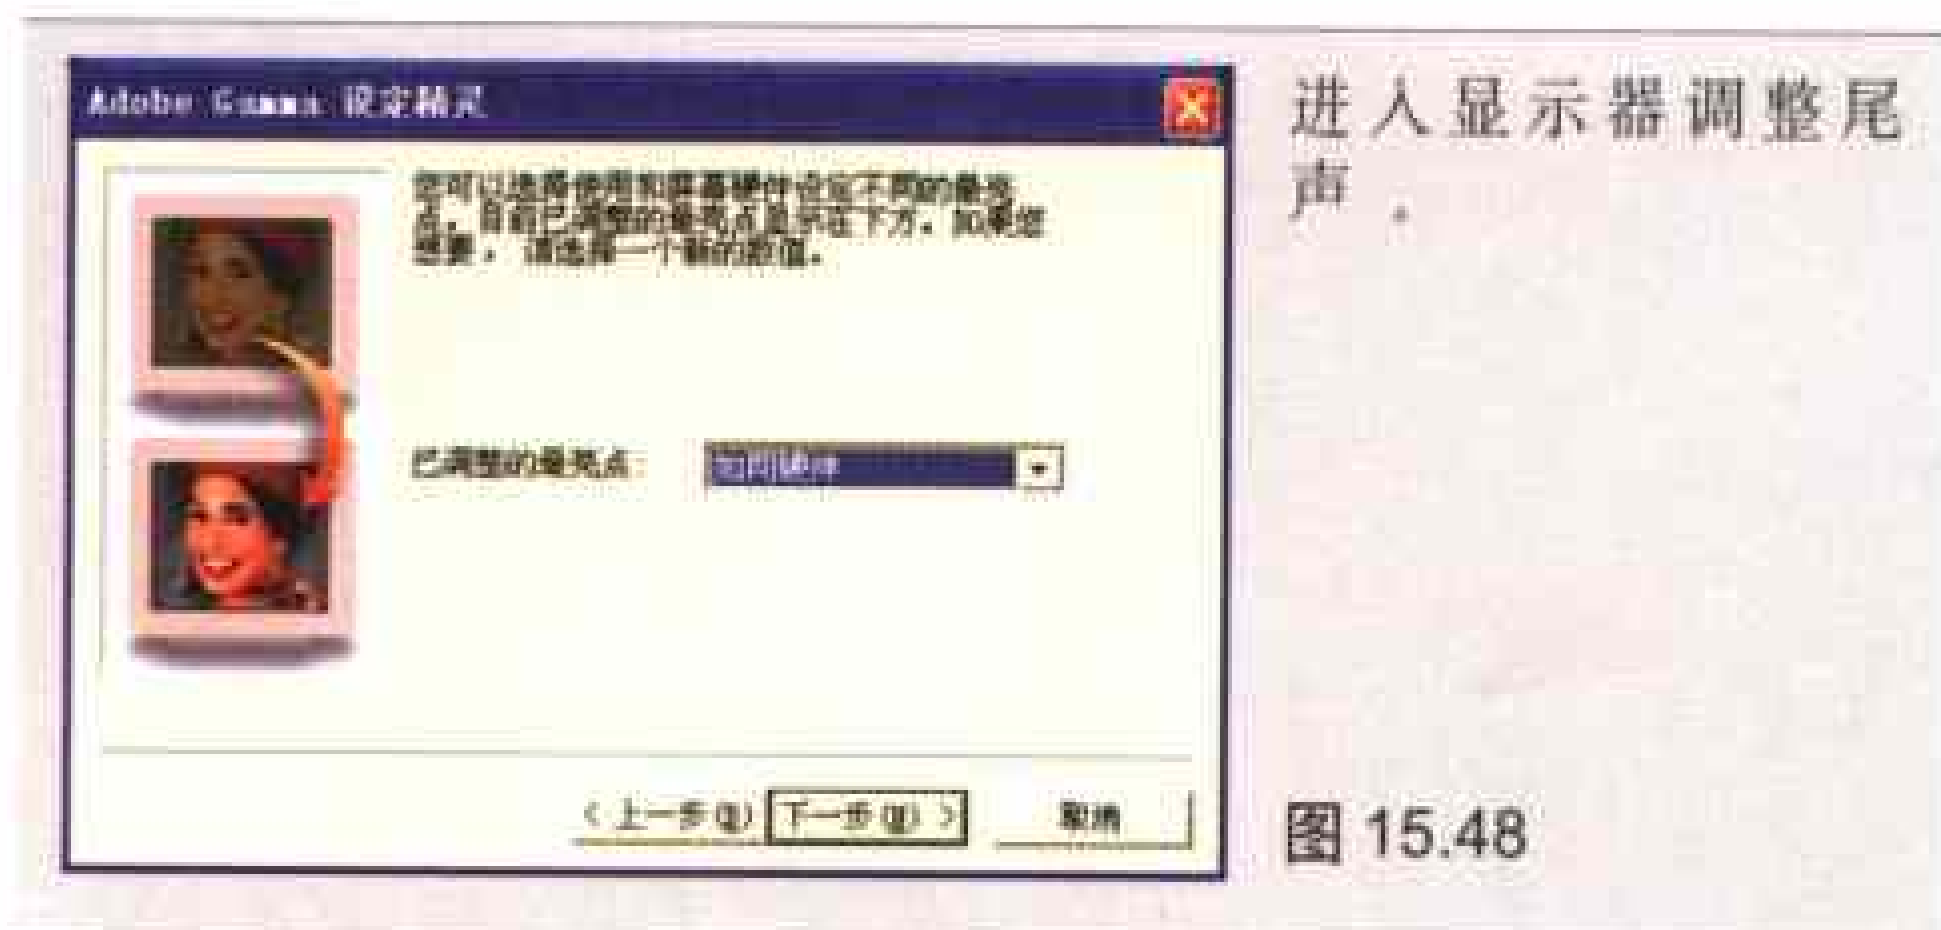 Adobe Gamma 设定精灵
您可以选择使用和屏幕硬件设定不同的最亮
点。目前已调整的最亮点显示在下方。如果您
想要，请选择一个新的数值。
已调整的最亮点:
如同硬件
<上一步(B) 下一步(N) > 取消
进入显示器调整尾
声.
图 15.48